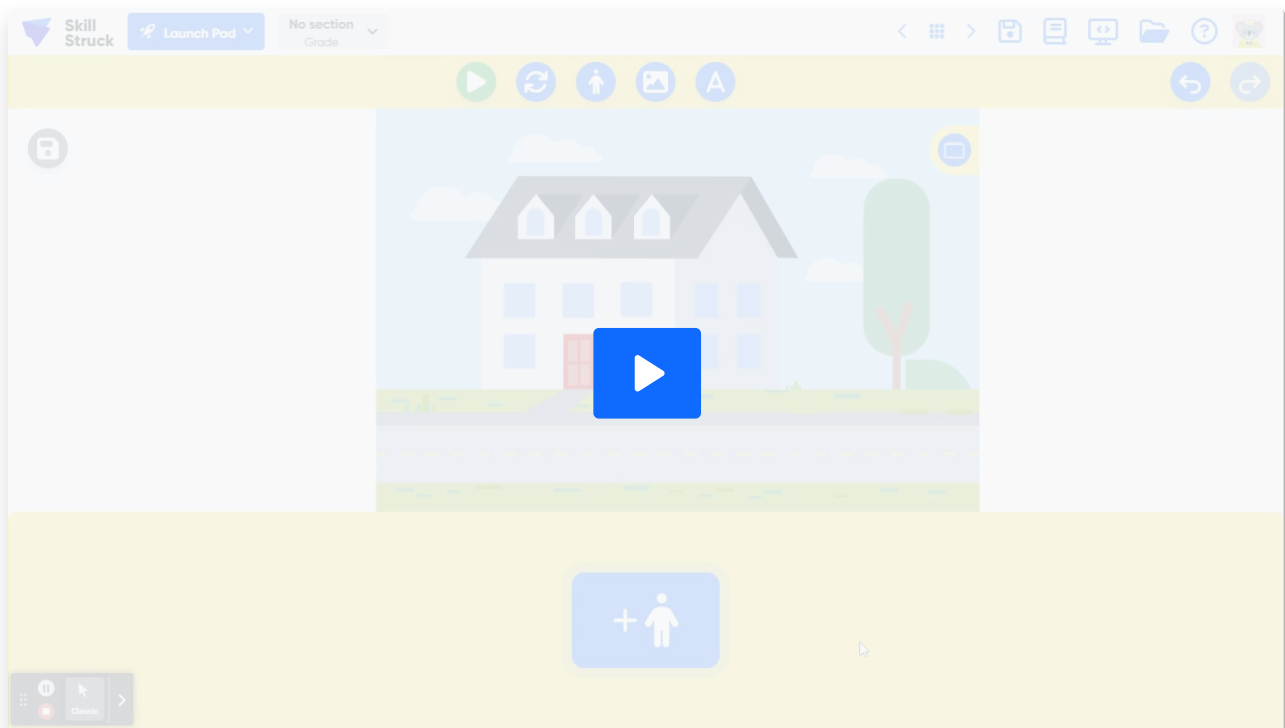 Skill
Struck
Launch Pad
No section
Grade
A
Classic